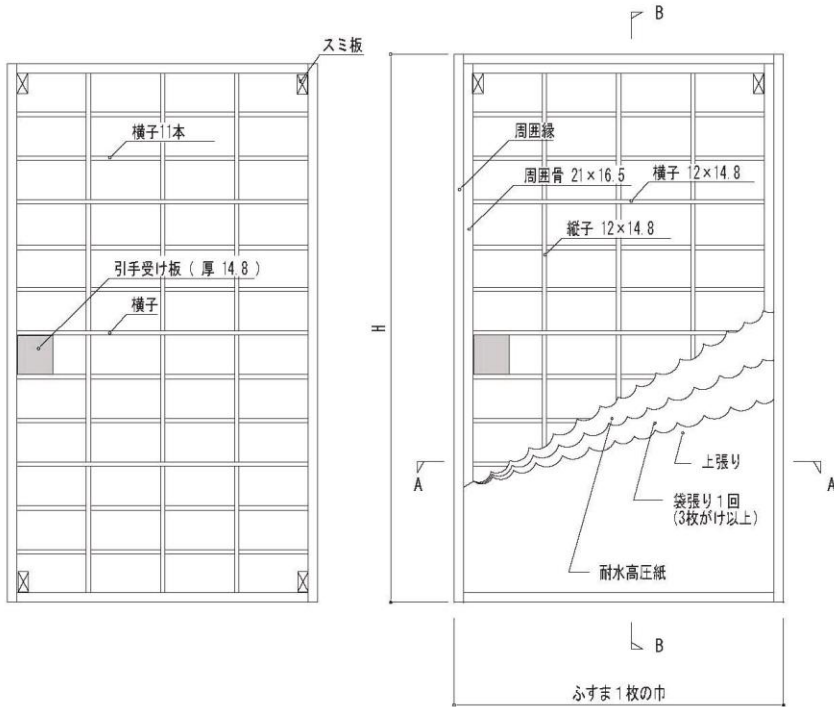 スミ板
横子11本
引手受け板（ 厚 14.8 ）
横子
B
周囲縁
周囲骨 21×16.5
横子 12×14.8
縦子 12×14.8
H
A
A
上張り
袋張り１回
(3枚がけ以上)
耐水高圧紙
B
ふすま１枚の巾